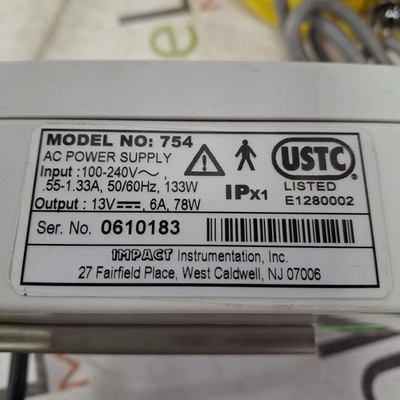 MODEL NO: 754
AC POWER SUPPLY
Input :100-240V~,
.55-1.33A, 50/60Hz, 133W
Output : 13V⎓, 6A, 78W
IPx1
USTC
LISTED
E1280002
Ser. No. 0610183
IMPACT Instrumentation, Inc.
27 Fairfield Place, West Caldwell, NJ 07006